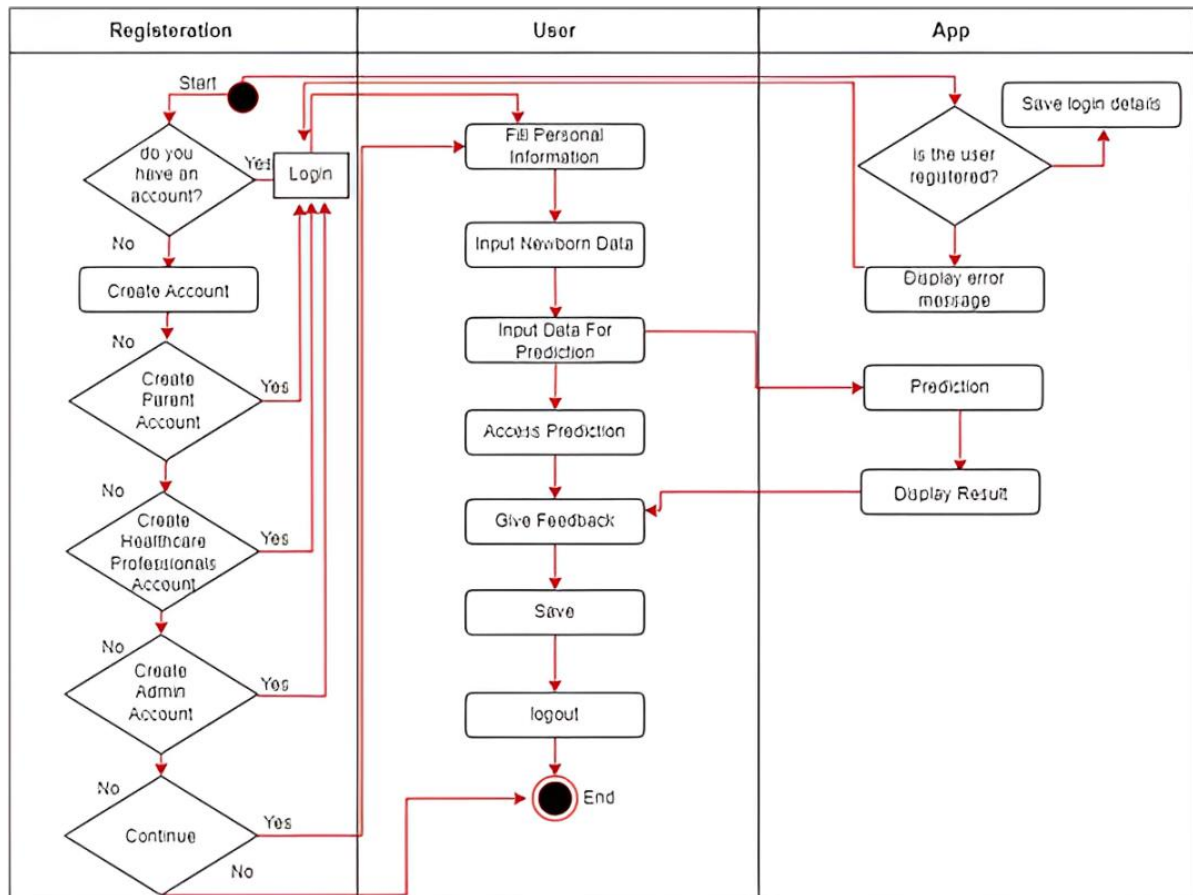 Registeration
User
App
Start
do you
have an
account?
Yes
Login
No
Create Account
No
Create
Parent
Account
Yes
No
Create
Healthcare
Professionals
Account
Yes
No
Create
Admin
Account
Yes
No
Continue
Yes
No
Fill Personal
Information
Input Newborn Data
Input Data For
Prediction
Access Prediction
Give Feedback
Save
logout
End
Save login details
Is the user
registered?
Display error
message
Prediction
Display Result